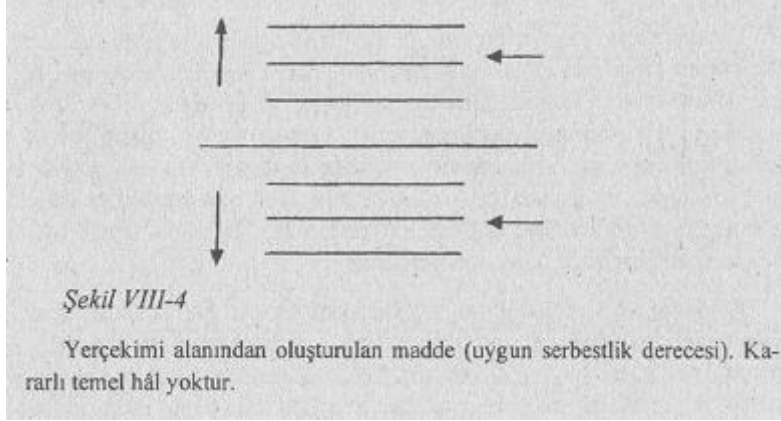 Şekil VIII-4
Yerçekimi alanından oluşturulan madde (uygun serbestlik derecesi). Ka-
rarlı temel hâl yoktur.